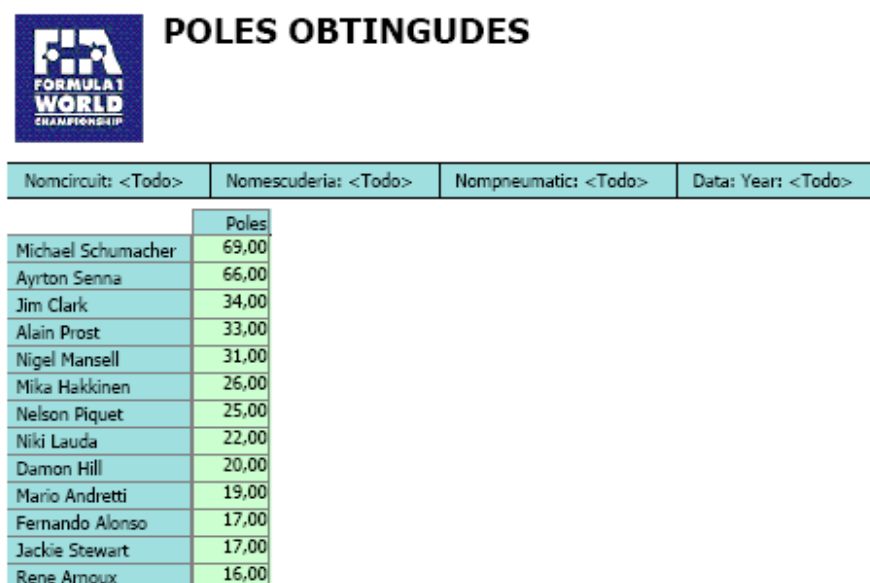 POLES OBTINGUDES
FIA
FORMULA 1
WORLD
CHAMPIONSHIP
Nomcircuit: <Todo> Nomescuderia: <Todo> Nompneumatic: <Todo> Data: Year: <Todo>
Poles
Michael Schumacher 69,00
Ayrton Senna 66,00
Jim Clark 34,00
Alain Prost 33,00
Nigel Mansell 31,00
Mika Hakkinen 26,00
Nelson Piquet 25,00
Niki Lauda 22,00
Damon Hill 20,00
Mario Andretti 19,00
Fernando Alonso 17,00
Jackie Stewart 17,00
Rene Arnoux 16,00